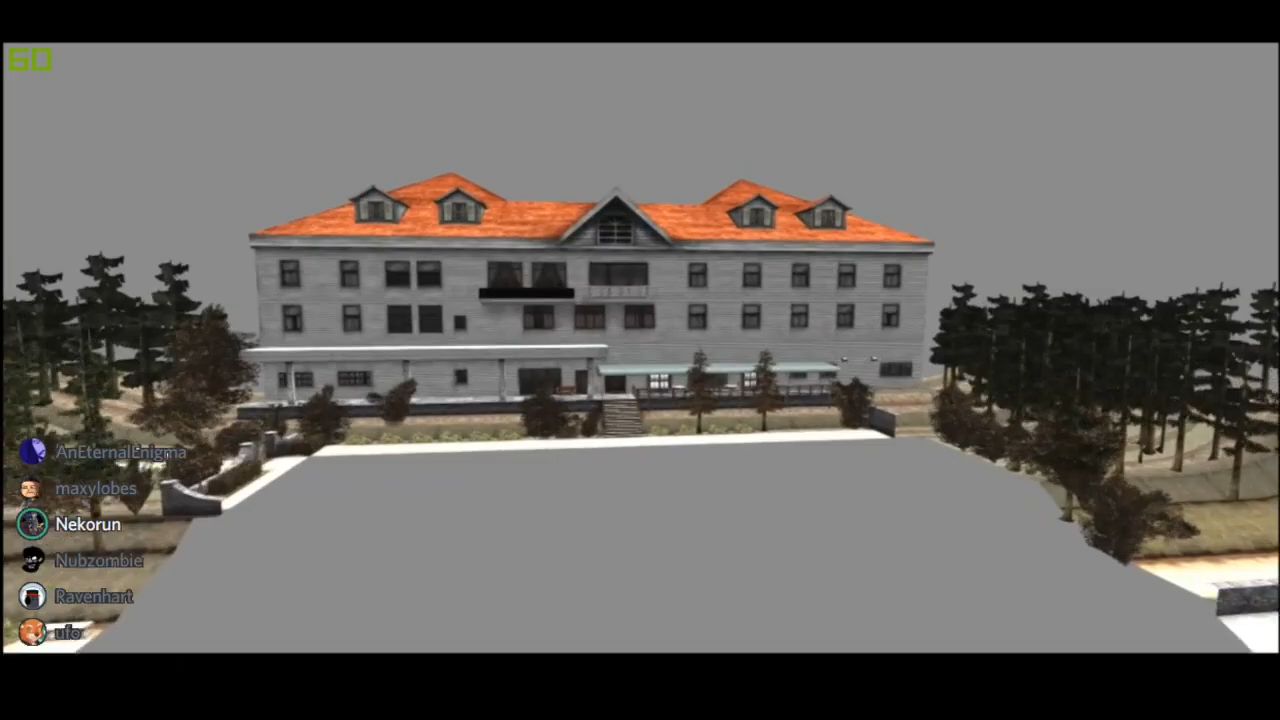 60
AnEternalEnigma
maxylobes
Nekorun
Nubzombie
Ravenhart
ufo